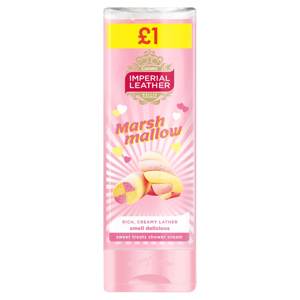 £1
IMPERIAL
LEATHER
Marsh
mallow
RICH, CREAMY LATHER
smell delicious
sweet treats shower cream